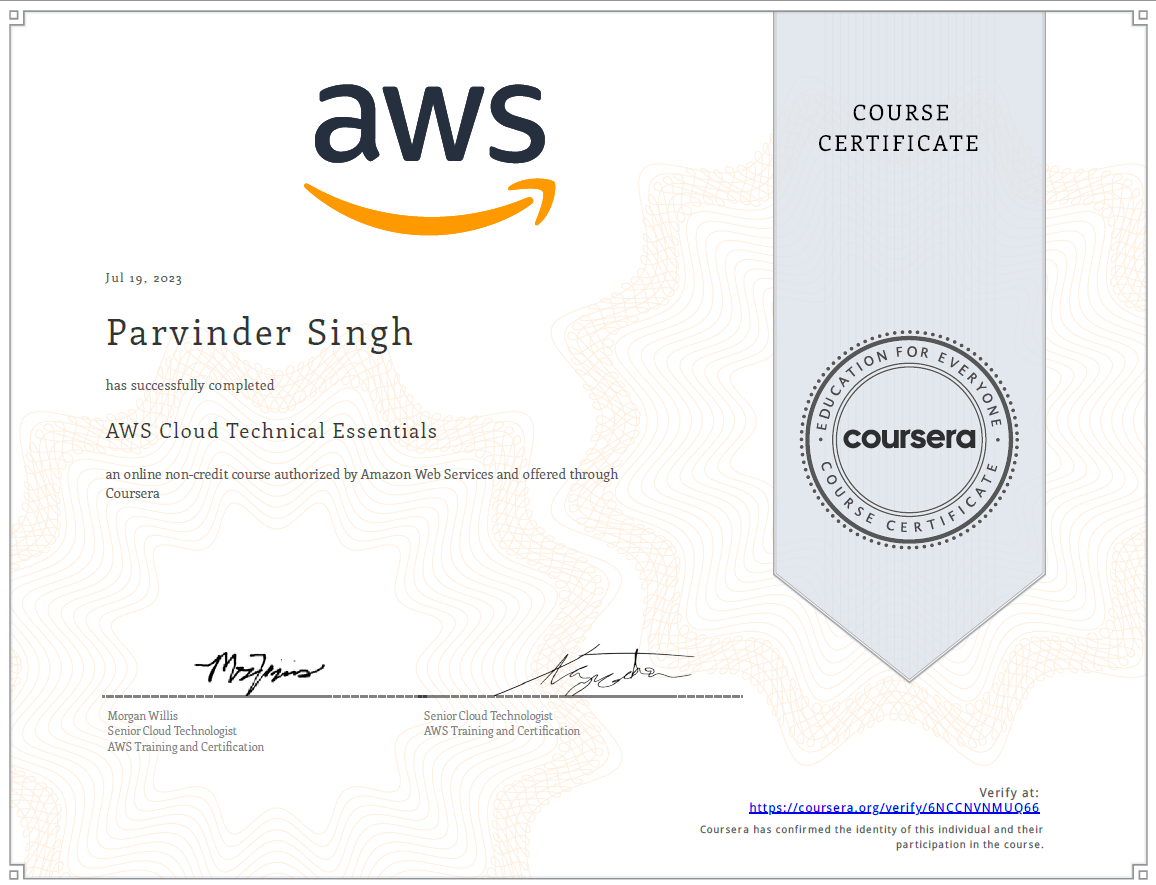 aws
COURSE
CERTIFICATE
Jul 19, 2023
Parvinder Singh
has successfully completed
AWS Cloud Technical Essentials
an online non-credit course authorized by Amazon Web Services and offered through
Coursera
EDUCATION FOR EVERYONE
coursera
COURSE CERTIFICATE
Morgan Willis
Senior Cloud Technologist
AWS Training and Certification
Senior Cloud Technologist
AWS Training and Certification
Verify at:
https://coursera.org/verify/6NCCNVNMUQ66
Coursera has confirmed the identity of this individual and their
participation in the course.